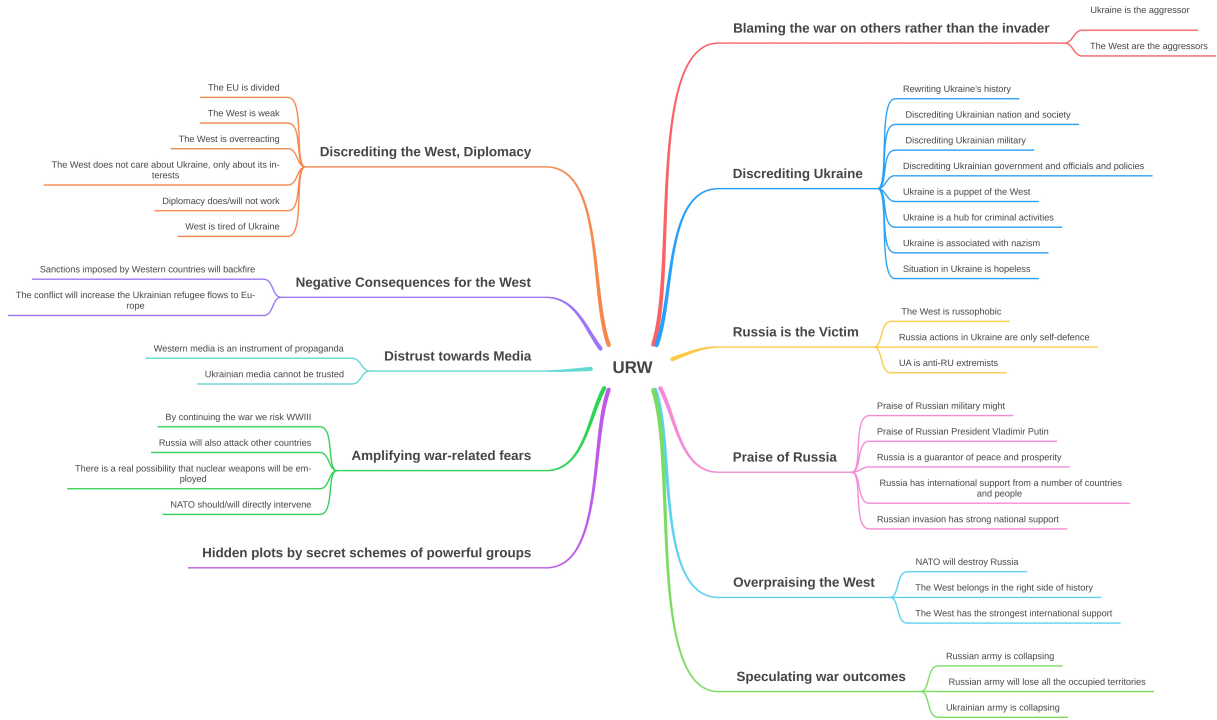 URW
Blaming the war on others rather than the invader
Ukraine is the aggressor
The West are the aggressors
Discrediting Ukraine
Rewriting Ukraine's history
Discrediting Ukrainian nation and society
Discrediting Ukrainian military
Discrediting Ukrainian government and officials and policies
Ukraine is a puppet of the West
Ukraine is a hub for criminal activities
Ukraine is associated with nazism
Situation in Ukraine is hopeless
Russia is the Victim
The West is russophobic
Russia actions in Ukraine are only self-defence
UA is anti-RU extremists
Praise of Russia
Praise of Russian military might
Praise of Russian President Vladimir Putin
Russia is a guarantor of peace and prosperity
Russia has international support from a number of countries
and people
Russian invasion has strong national support
Overpraising the West
NATO will destroy Russia
The West belongs in the right side of history
The West has the strongest international support
Speculating war outcomes
Russian army is collapsing
Russian army will lose all the occupied territories
Ukrainian army is collapsing
Discrediting the West, Diplomacy
The EU is divided
The West is weak
The West is overreacting
The West does not care about Ukraine, only about its in-
terests
Diplomacy does/will not work
West is tired of Ukraine
Negative Consequences for the West
Sanctions imposed by Western countries will backfire
The conflict will increase the Ukrainian refugee flows to Eu-
rope
Distrust towards Media
Western media is an instrument of propaganda
Ukrainian media cannot be trusted
Amplifying war-related fears
By continuing the war we risk WWIII
Russia will also attack other countries
There is a real possibility that nuclear weapons will be em-
ployed
NATO should/will directly intervene
Hidden plots by secret schemes of powerful groups